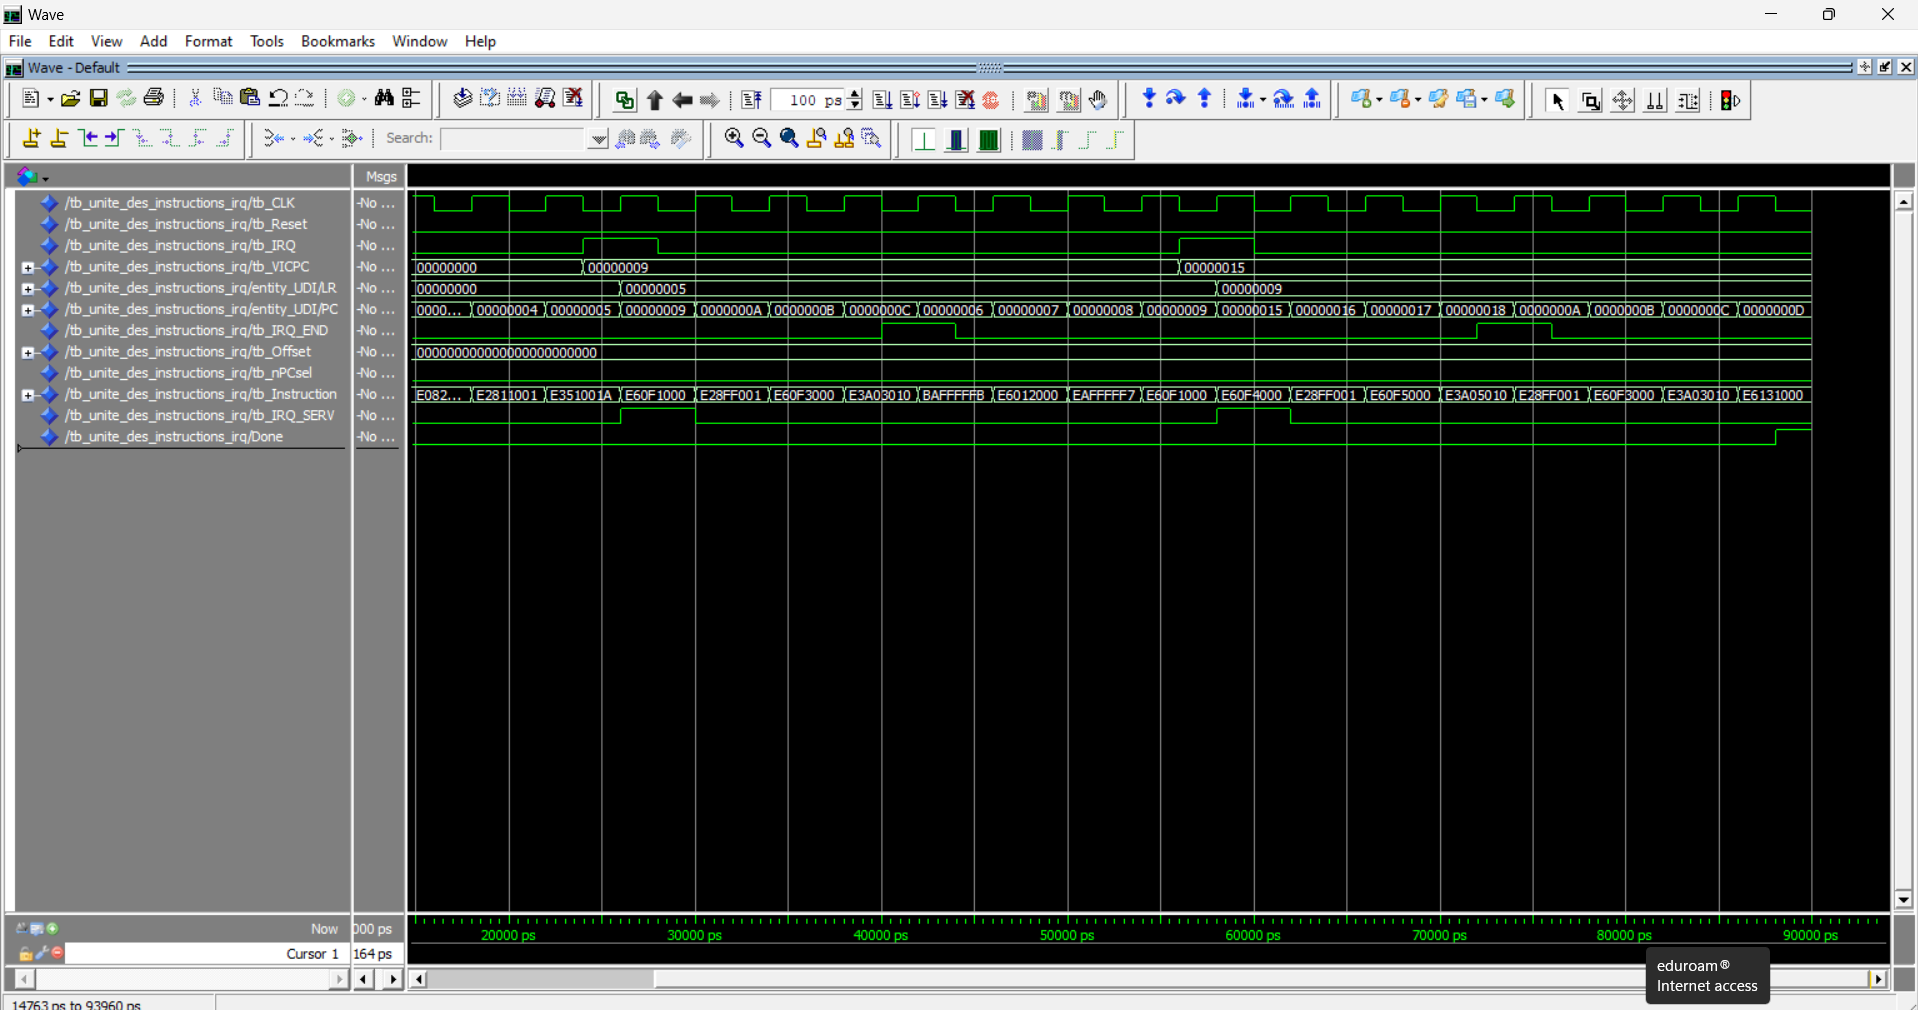 Wave
File Edit View Add Format Tools Bookmarks Window Help
Wave - Default
100 ps
Search:
Msgs
/tb_unite_des_instructions_irq/tb_CLK -No ...
/tb_unite_des_instructions_irq/tb_Reset -No ...
/tb_unite_des_instructions_irq/tb_IRQ -No ...
/tb_unite_des_instructions_irq/tb_VICPC -No ... 00000000 00000009 00000015
/tb_unite_des_instructions_irq/entity_UDI/LR -No ... 00000000 00000005 00000009
/tb_unite_des_instructions_irq/entity_UDI/PC -No ... 0000... 00000004 00000005 00000009 0000000A 0000000B 0000000C 00000006 00000007 00000008 00000009 00000015 00000016 00000017 00000018 0000000A 0000000B 0000000C 0000000D
/tb_unite_des_instructions_irq/tb_IRQ_END -No ...
/tb_unite_des_instructions_irq/tb_Offset -No ... 000000000000000000000000
/tb_unite_des_instructions_irq/tb_nPCsel -No ...
/tb_unite_des_instructions_irq/tb_Instruction -No ... E082... E2811001 E351001A E60F1000 E28FF001 E60F3000 E3A03010 BAFFFFFB E6012000 EAFFFFF7 E60F1000 E60F4000 E28FF001 E60F5000 E3A05010 E28FF001 E60F3000 E3A03010 E6131000
/tb_unite_des_instructions_irq/tb_IRQ_SERV -No ...
/tb_unite_des_instructions_irq/Done -No ...
Now 000 ps
20000 ps 30000 ps 40000 ps 50000 ps 60000 ps 70000 ps 80000 ps 90000 ps
Cursor 1 164 ps
eduroam®
Internet access
14763 ps to 93960 ps